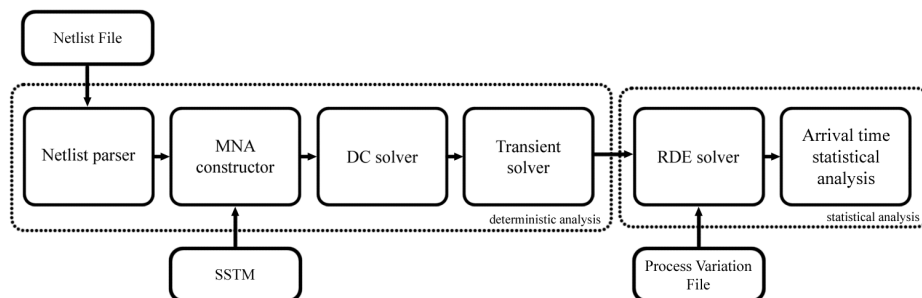 Netlist File
Netlist parser
MNA
constructor
DC solver
Transient
solver
deterministic analysis
RDE solver
Arrival time
statistical
analysis
statistical analysis
SSTM
Process Variation
File